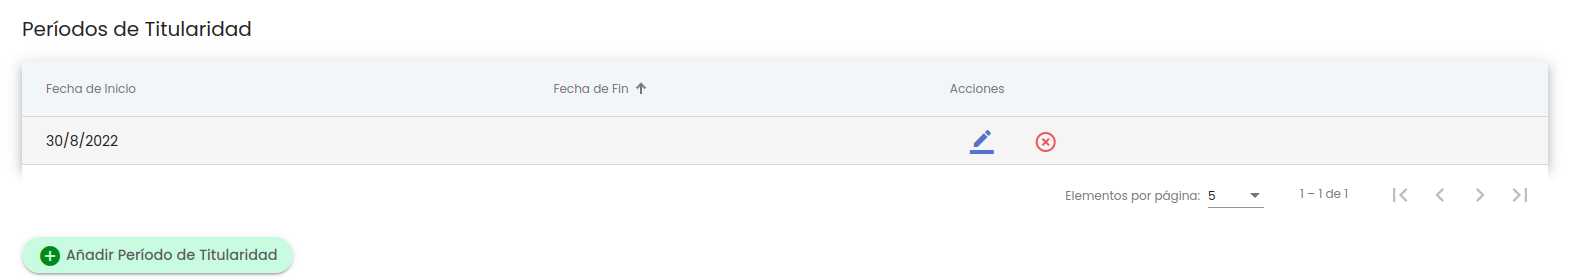 Períodos de Titularidad
Fecha de Inicio Fecha de Fin Acciones
30/8/2022
Elementos por página: 5 1 – 1 de 1
Añadir Período de Titularidad